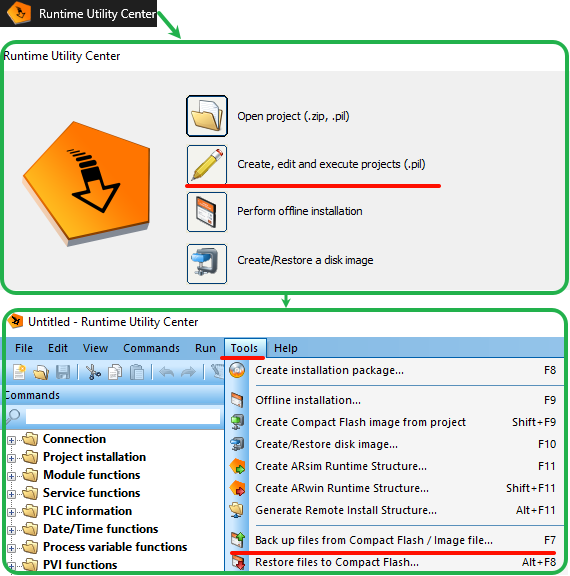 Runtime Utility Center
Runtime Utility Center
Open project (.zip, .pil)
Create, edit and execute projects (.pil)
Perform offline installation
Create/Restore a disk image
Untitled - Runtime Utility Center
File Edit View Commands Run Tools Help
Commands
Connection
Project installation
Module functions
Service functions
PLC information
Date/Time functions
Process variable functions
PVI functions
Create installation package... F8
Offline installation... F9
Create Compact Flash image from project Shift+F9
Create/Restore disk image... F10
Create ARsim Runtime Structure... F11
Create ARwin Runtime Structure... Shift+F11
Generate Remote Install Structure... Alt+F11
Back up files from Compact Flash / Image file... F7
Restore files to Compact Flash... Alt+F8